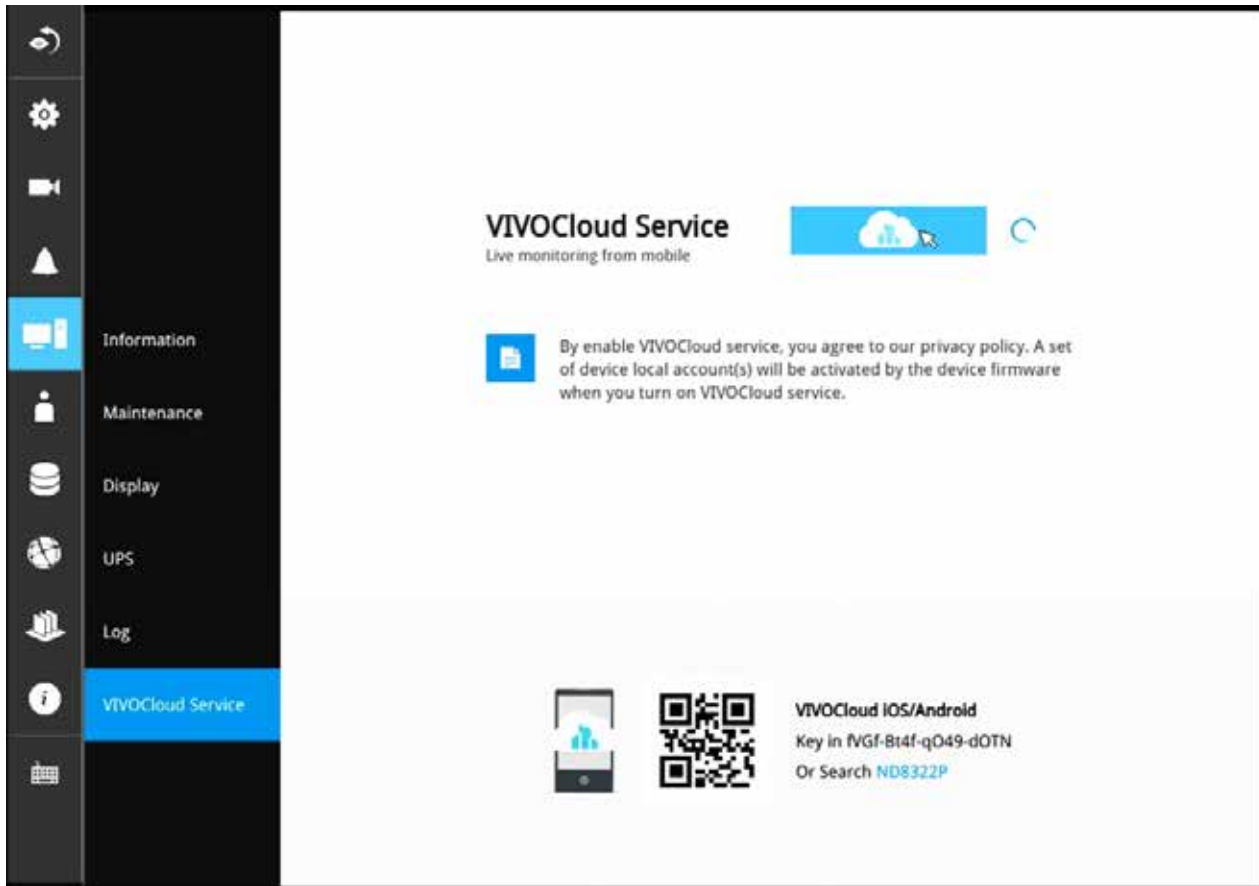 VIVOCloud Service
Live monitoring from mobile
By enable VIVOCloud service, you agree to our privacy policy. A set
of device local account(s) will be activated by the device firmware
when you turn on VIVOCloud service.
Information
Maintenance
Display
UPS
Log
VIVOCloud Service
VIVOCloud iOS/Android
Key in fVGf-Bt4f-qO49-dOTN
Or Search ND8322P